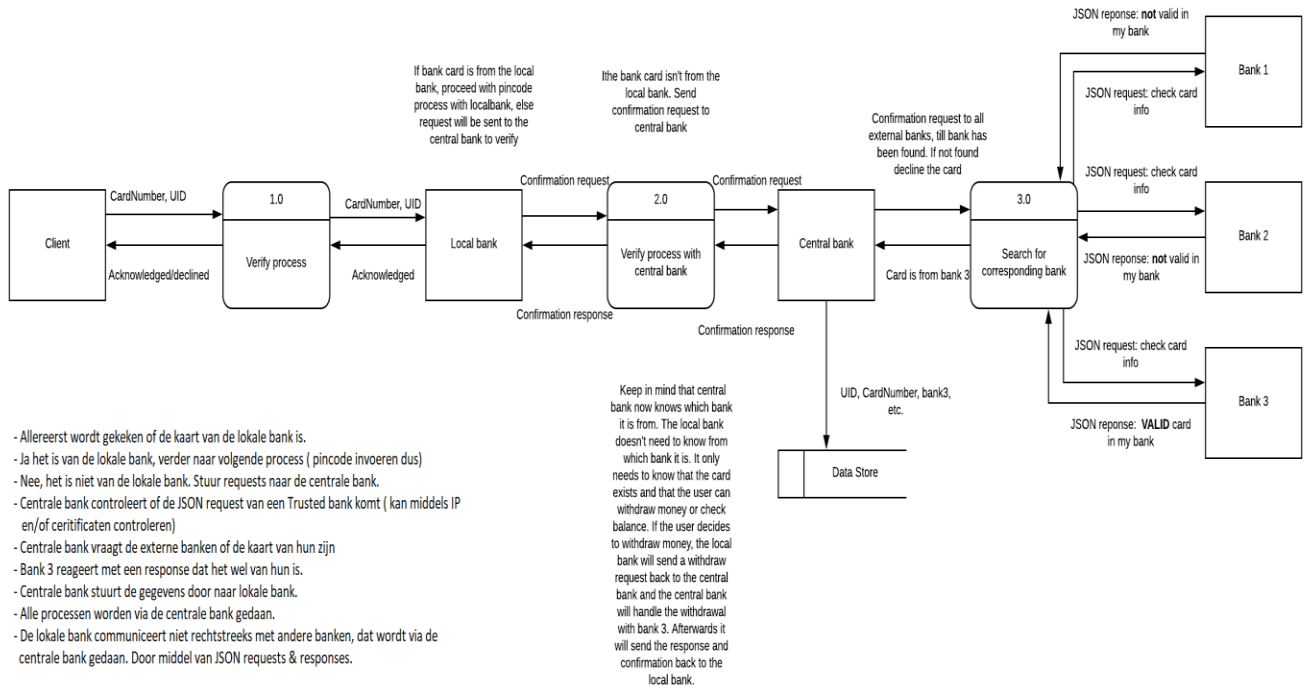 JSON reponse: not valid in
my bank
Bank 1
JSON request: check card
info
If bank card is from the local
bank, proceed with pincode
process with localbank, else
request will be sent to the
central bank to verify
Ithe bank card isn't from the
local bank. Send
confirmation request to
central bank
Confirmation request to all
external banks, till bank has
been found. If not found
decline the card
Client
CardNumber, UID
Acknowledged/declined
1.0
Verify process
CardNumber, UID
Acknowledged
Local bank
Confirmation request
Confirmation response
2.0
Verify process with
central bank
Confirmation request
Confirmation response
Central bank
Card is from bank 3
3.0
Search for
corresponding bank
JSON request: check card
info
Bank 2
JSON reponse: not valid in
my bank
JSON request: check card
info
Bank 3
JSON reponse: VALID card
in my bank
UID, CardNumber, bank3,
etc.
Data Store
Keep in mind that central
bank now knows which bank
it is from. The local bank
doesn't need to know from
which bank it is. It only
needs to know that the card
exists and that the user can
withdraw money or check
balance. If the user decides
to withdraw money, the local
bank will send a withdraw
request back to the central
bank and the central bank
will handle the withdrawal
with bank 3. Afterwards it
will send the response and
confirmation back to the
local bank.
- Allereerst wordt gekeken of de kaart van de lokale bank is.
- Ja het is van de lokale bank, verder naar volgende process ( pincode invoeren dus)
- Nee, het is niet van de lokale bank. Stuur requests naar de centrale bank.
- Centrale bank controleert of de JSON request van een Trusted bank komt ( kan middels IP
en/of ceritificaten controleren)
- Centrale bank vraagt de externe banken of de kaart van hun zijn
- Bank 3 reageert met een response dat het wel van hun is.
- Centrale bank stuurt de gegevens door naar lokale bank.
- Alle processen worden via de centrale bank gedaan.
- De lokale bank communiceert niet rechtstreeks met andere banken, dat wordt via de
centrale bank gedaan. Door middel van JSON requests & responses.